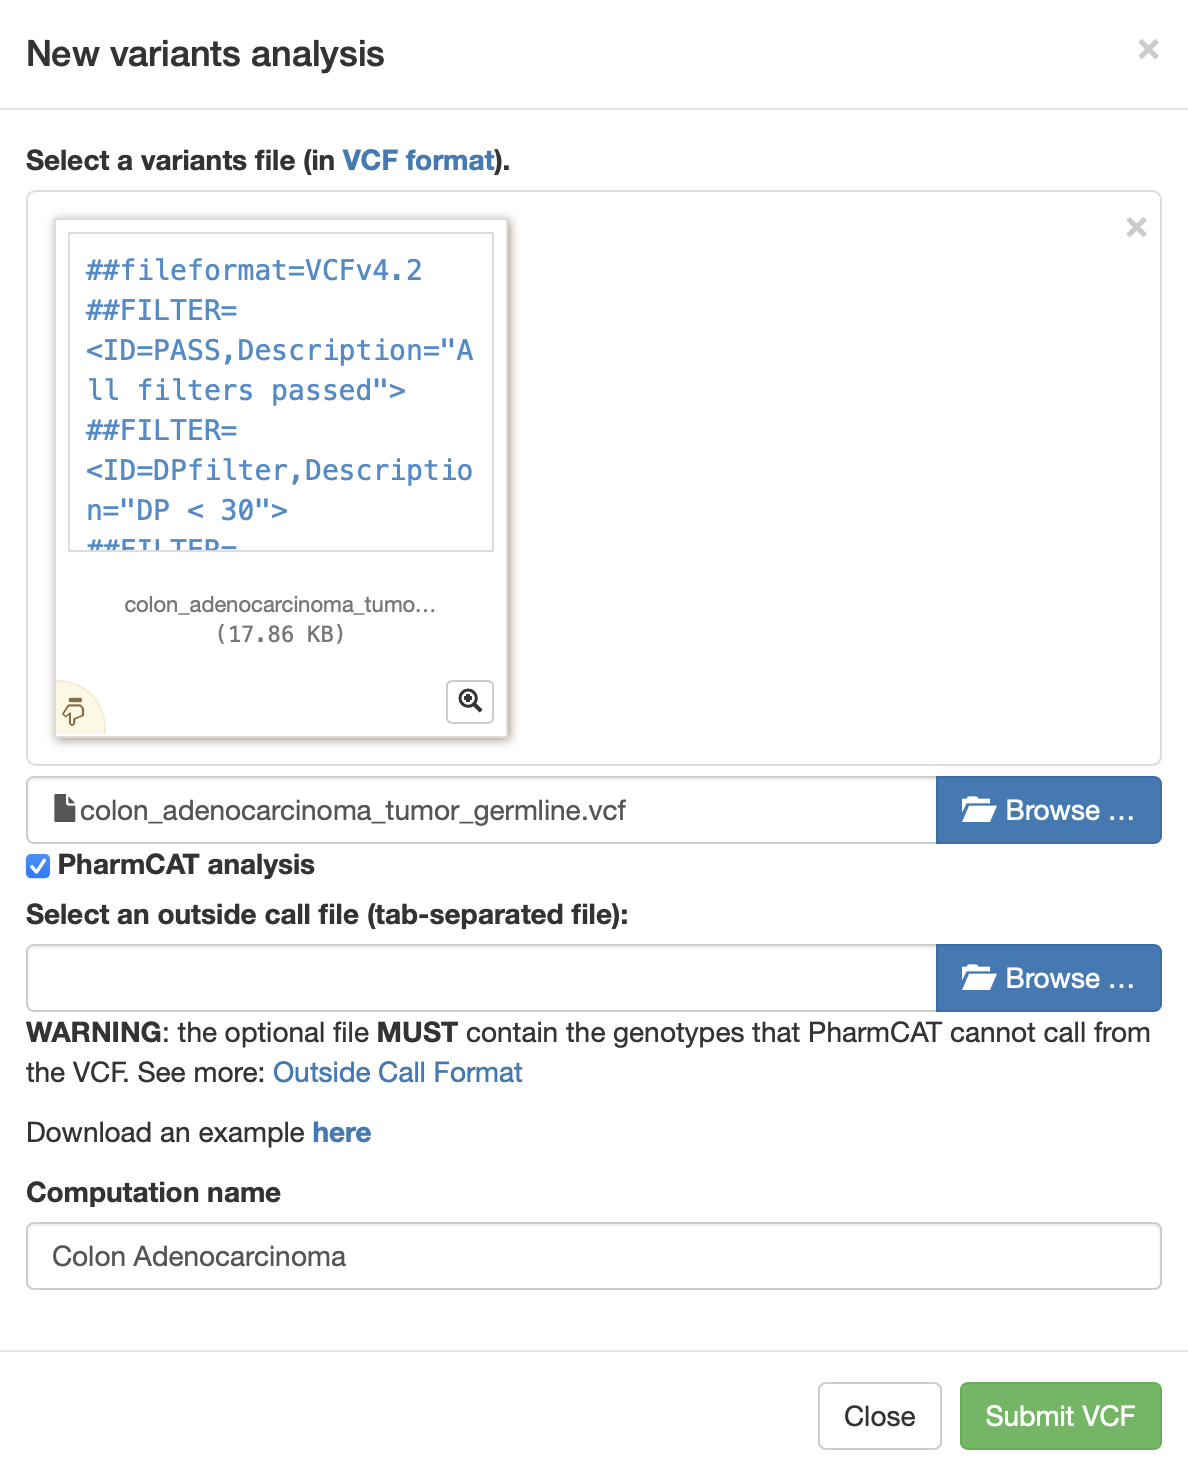 New variants analysis
×
Select a variants file (in VCF format).
×
##fileformat=VCFv4.2
##FILTER=
<ID=PASS,Description="A
ll filters passed">
##FILTER=
<ID=DPfilter,Descriptio
n="DP < 30">
##FILTER=
colon_adenocarcinoma_tumo...
(17.86 KB)
colon_adenocarcinoma_tumor_germline.vcf
Browse ...
PharmCAT analysis
Select an outside call file (tab-separated file):
Browse ...
WARNING: the optional file MUST contain the genotypes that PharmCAT cannot call from
the VCF. See more: Outside Call Format
Download an example here
Computation name
Colon Adenocarcinoma
Close
Submit VCF